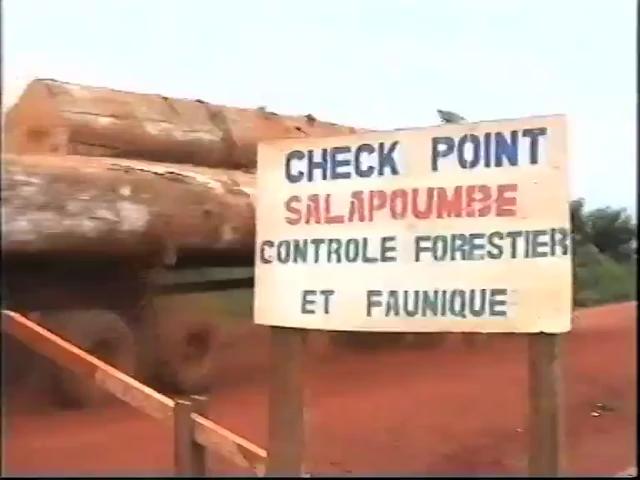 CHECK POINT
SALAPOUMBE
CONTROLE FORESTIER
ET FAUNIQUE